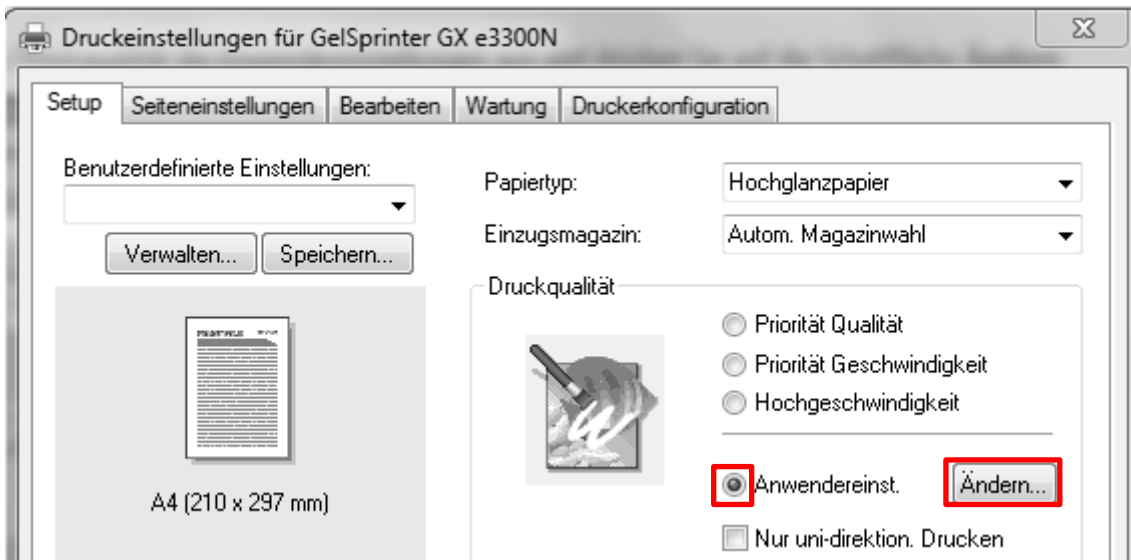 Druckeinstellungen für GelSprinter GX e3300N
Setup
Seiteneinstellungen
Bearbeiten
Wartung
Druckerkonfiguration
Benutzerdefinierte Einstellungen:
Verwalten...
Speichern...
A4 (210 x 297 mm)
Papiertyp:
Hochglanzpapier
Einzugsmagazin:
Autom. Magazinwahl
Druckqualität
Priorität Qualität
Priorität Geschwindigkeit
Hochgeschwindigkeit
Anwendereinst.
Ändern...
Nur uni-direktion. Drucken